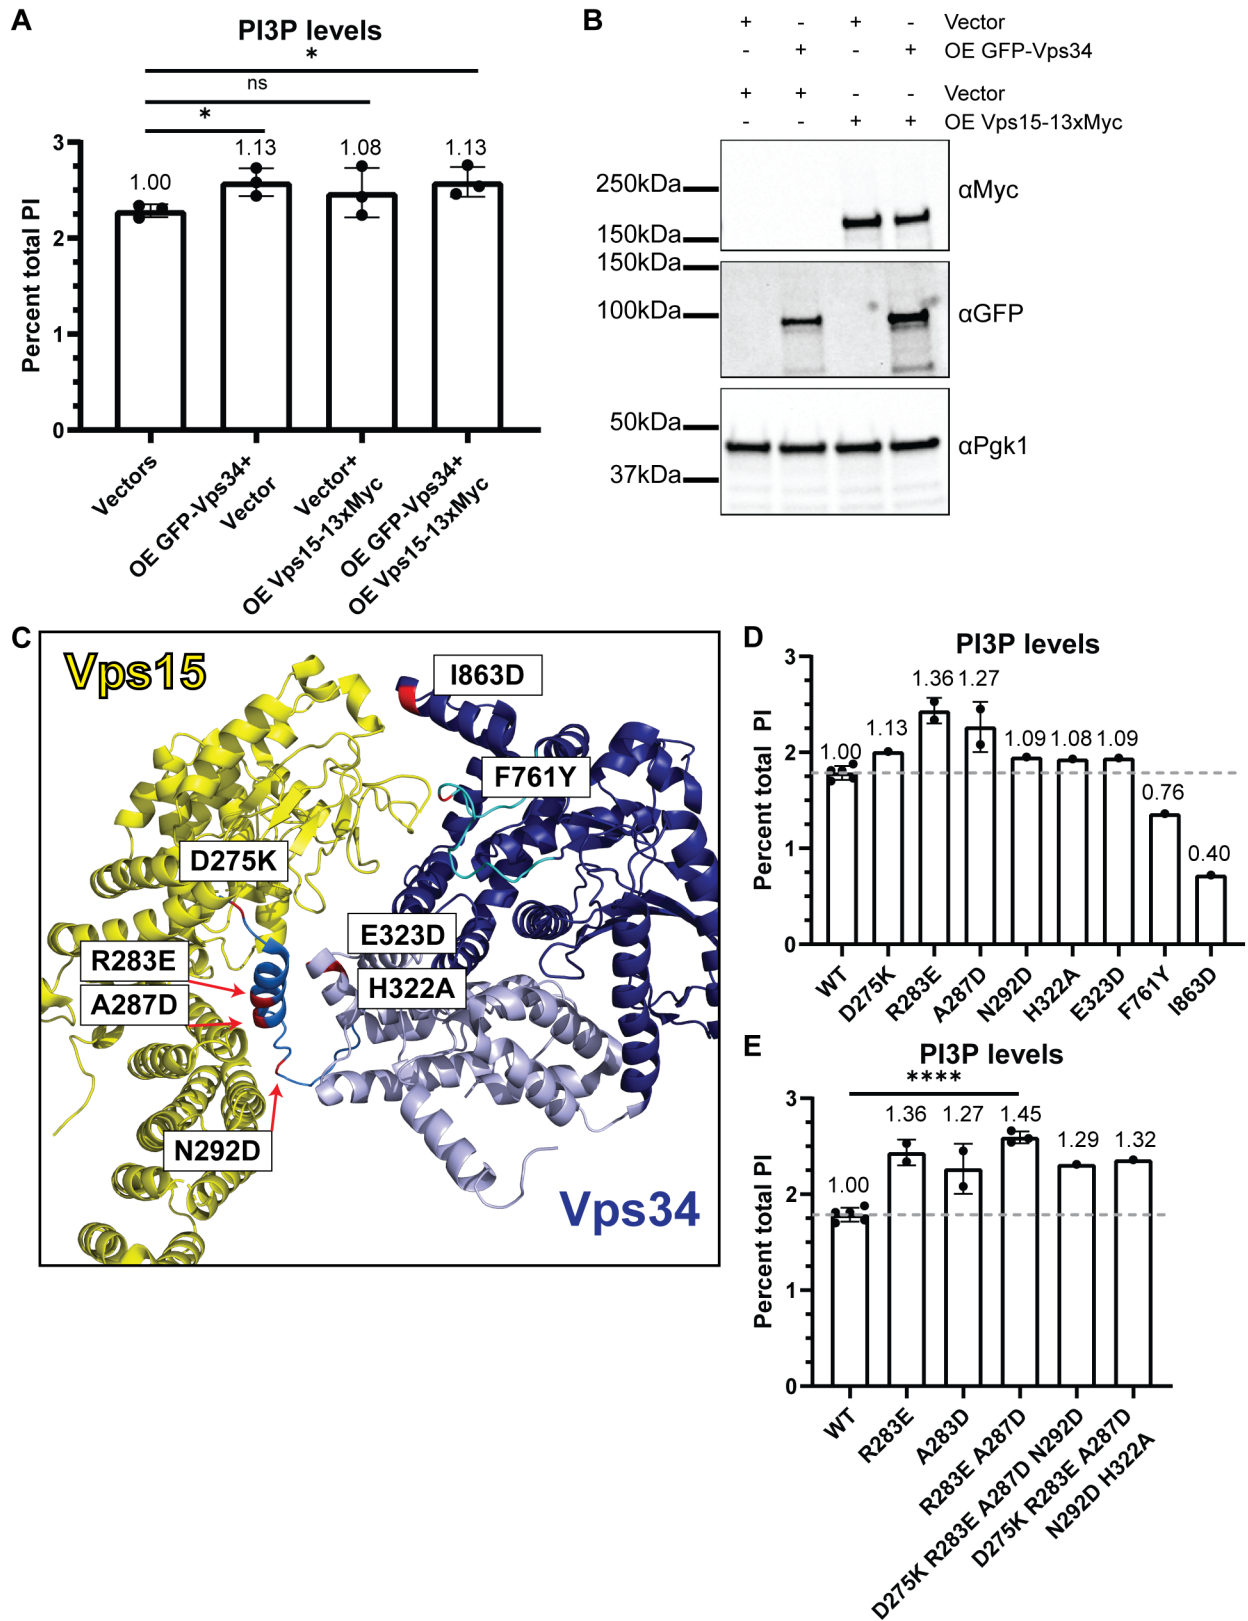 A
PI3P levels
*
ns
*
1.00
1.13
1.08
1.13
3
2
1
0
Percent total PI
Vectors
OE GFP-Vps34+
Vector
Vector+
OE Vps15-13xMyc
OE GFP-Vps34+
OE Vps15-13xMyc
B
+ - + - Vector
- + - + OE GFP-Vps34
+ + - - Vector
- - + + OE Vps15-13xMyc
250kDa
150kDa
αMyc
150kDa
100kDa
αGFP
50kDa
37kDa
αPgk1
C
Vps15
I863D
F761Y
D275K
E323D
R283E
H322A
A287D
N292D
Vps34
D
PI3P levels
1.00
1.13
1.36
1.27
1.09
1.08
1.09
0.76
0.40
3
2
1
0
Percent total PI
WT
D275K
R283E
A287D
N292D
H322A
E323D
F761Y
I863D
E
PI3P levels
****
1.00
1.36
1.27
1.45
1.29
1.32
3
2
1
0
Percent total PI
WT
R283E
A283D
R283E A287D
D275K R283E A287D N292D
D275K R283E A287D
N292D H322A